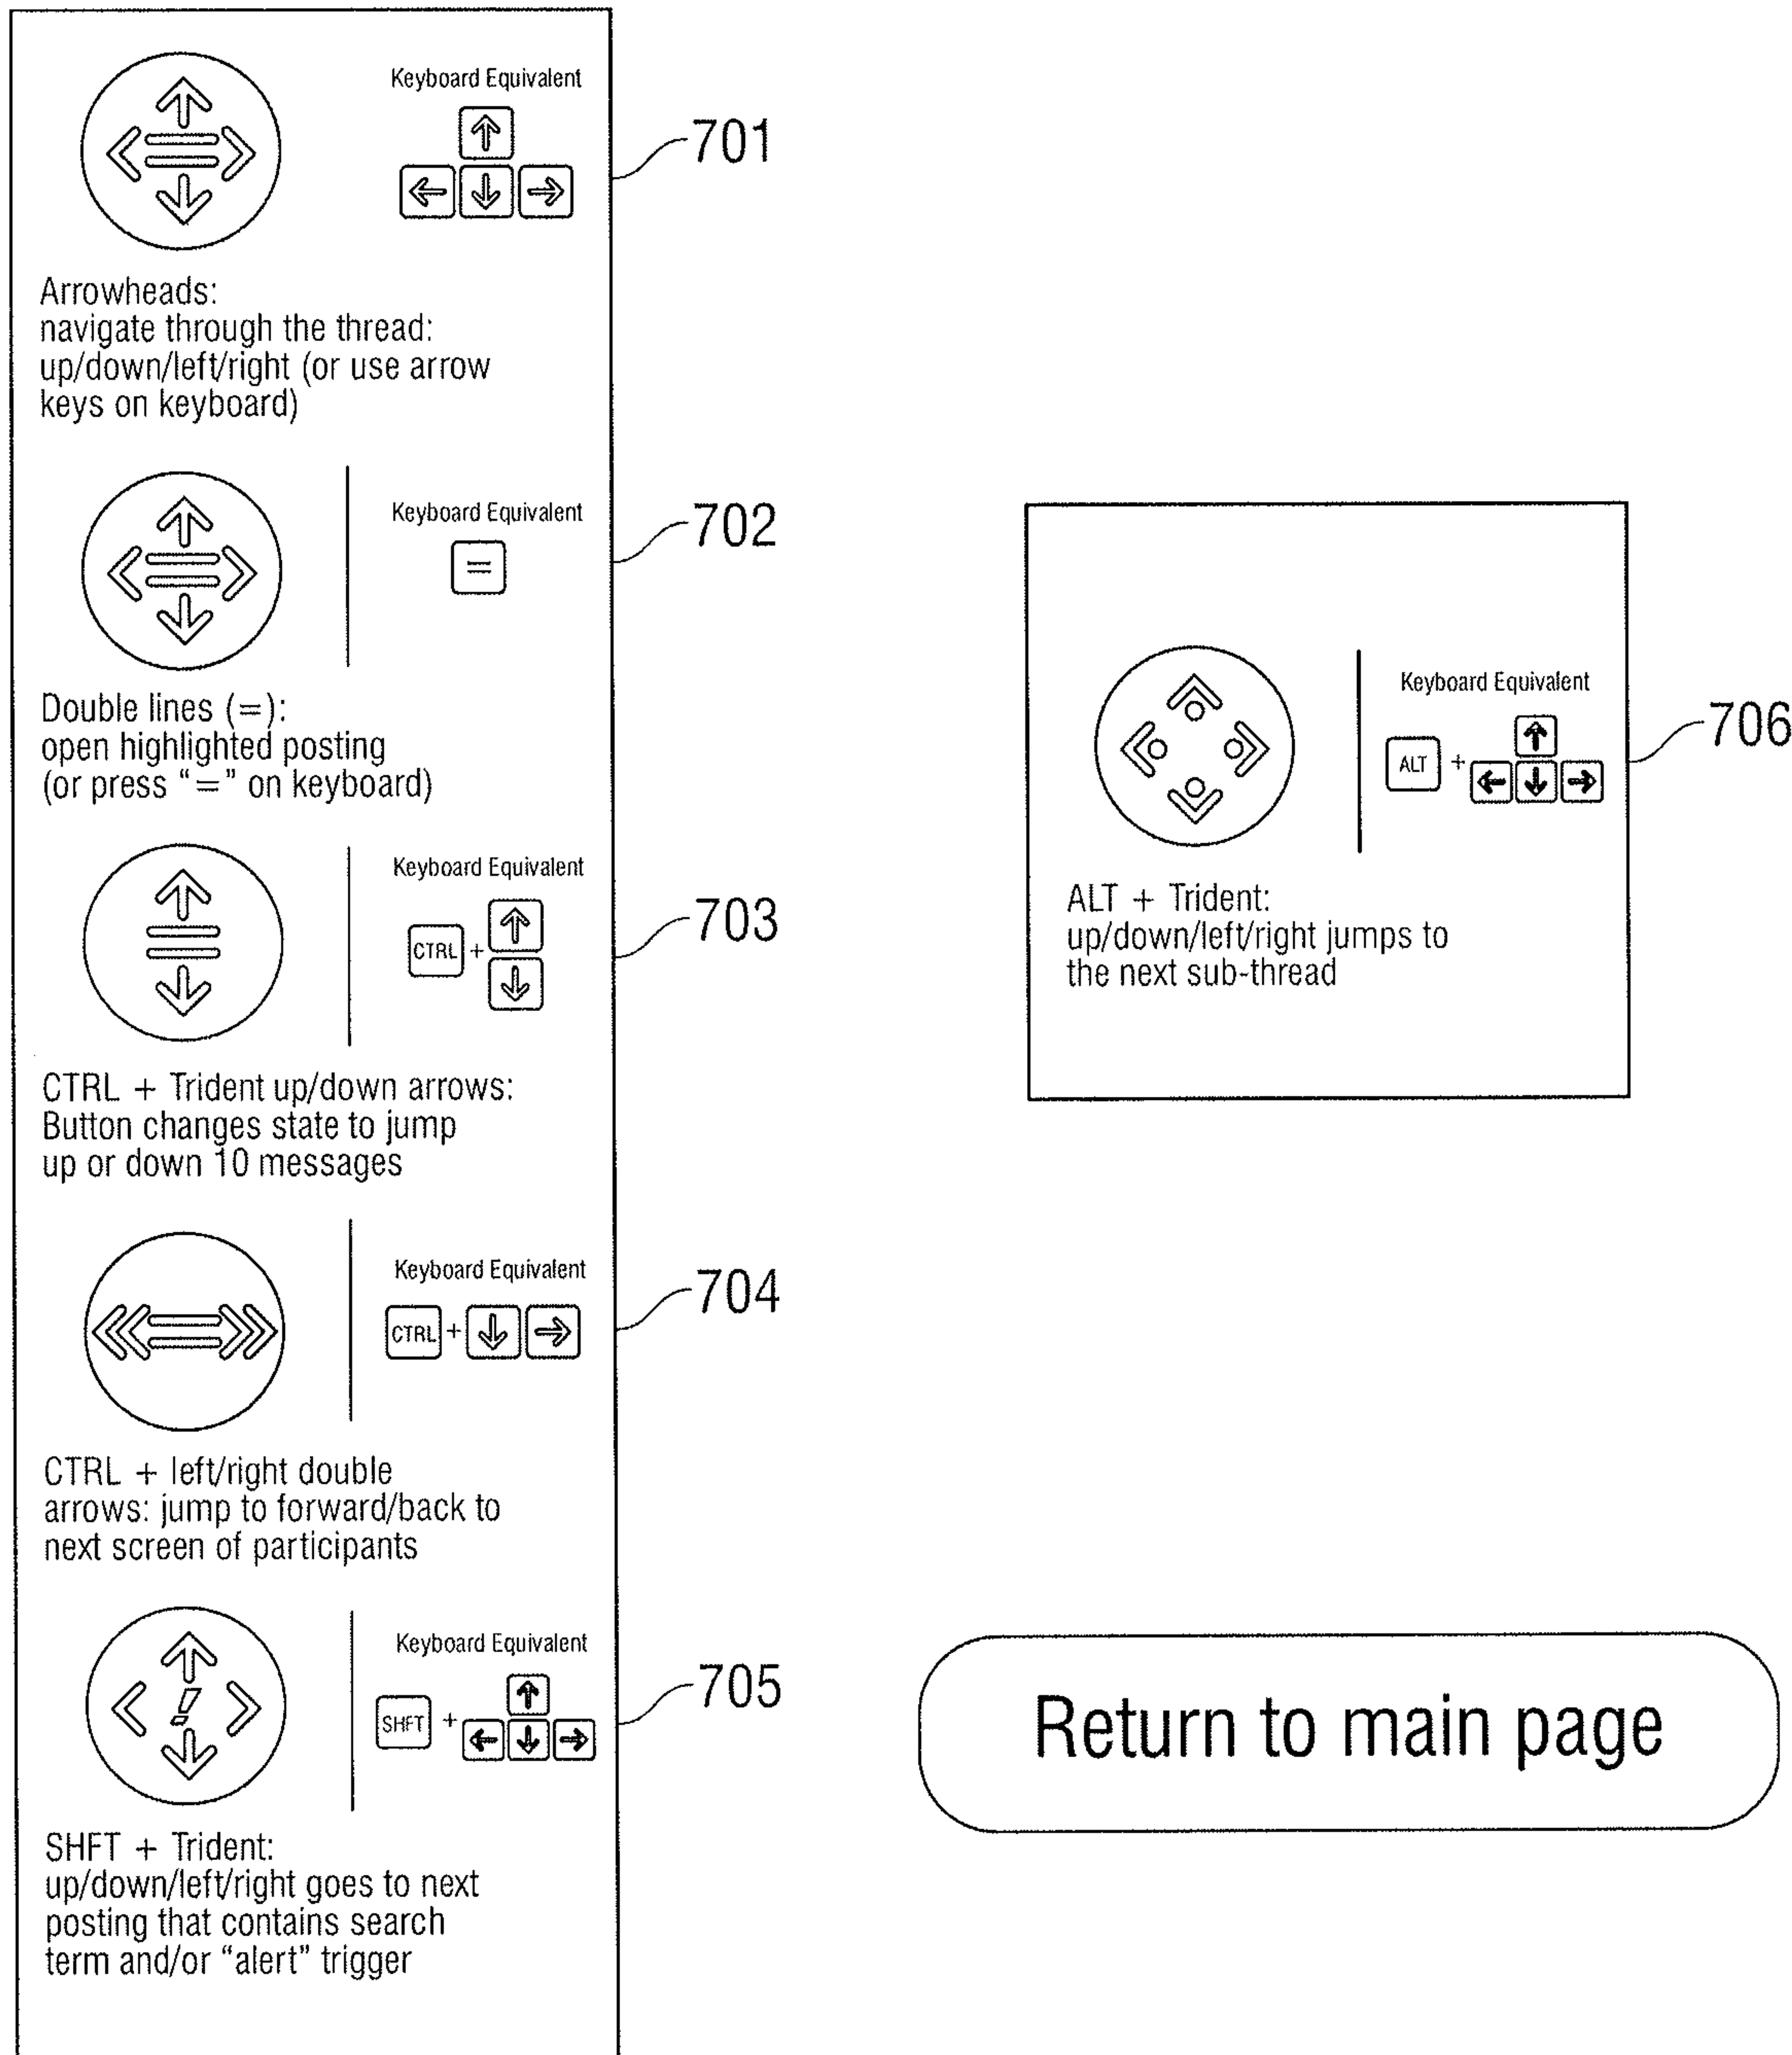 Keyboard Equivalent
701
Arrowheads:
navigate through the thread:
up/down/left/right (or use arrow
keys on keyboard)
Keyboard Equivalent
=
702
Double lines (=):
open highlighted posting
(or press “=” on keyboard)
Keyboard Equivalent
CTRL +
703
CTRL + Trident up/down arrows:
Button changes state to jump
up or down 10 messages
Keyboard Equivalent
CTRL +
704
CTRL + left/right double
arrows: jump to forward/back to
next screen of participants
Keyboard Equivalent
SHFT +
705
SHFT + Trident:
up/down/left/right goes to next
posting that contains search
term and/or “alert” trigger
Keyboard Equivalent
ALT +
706
ALT + Trident:
up/down/left/right jumps to
the next sub-thread
Return to main page